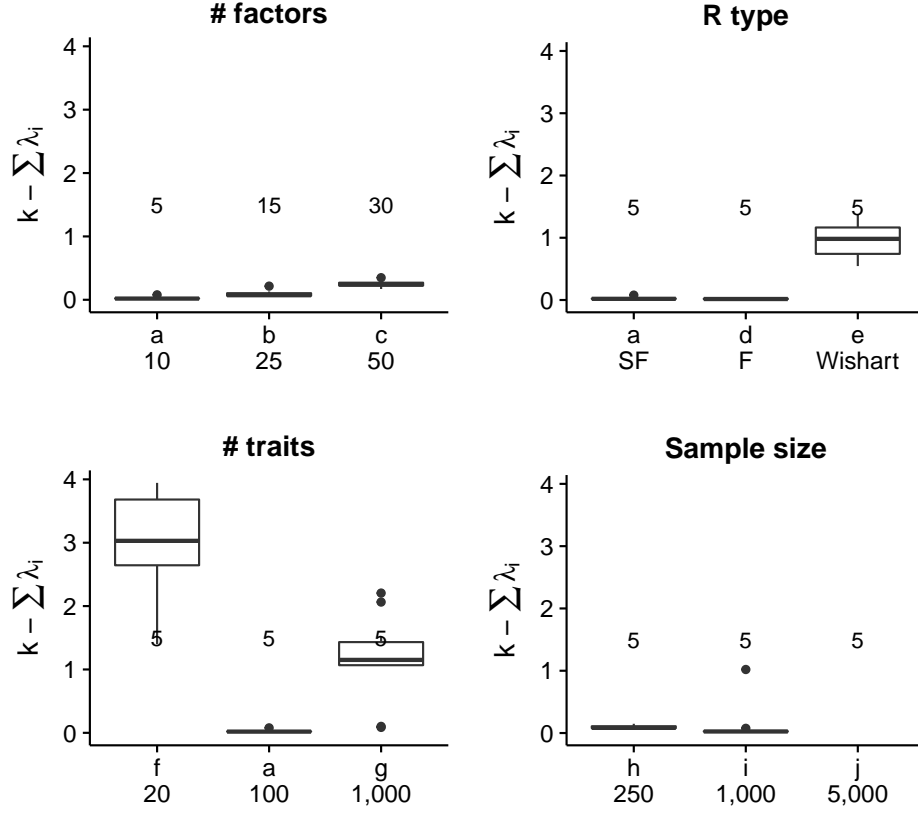 # factors
k − ∑ λi
4
3
2
1
0
5 15 30
a b c
10 25 50
R type
k − ∑ λi
4
3
2
1
0
5 5 5
a d e
SF F Wishart
# traits
k − ∑ λi
4
3
2
1
0
5 5 5
f a g
20 100 1,000
Sample size
k − ∑ λi
4
3
2
1
0
5 5 5
h i j
250 1,000 5,000